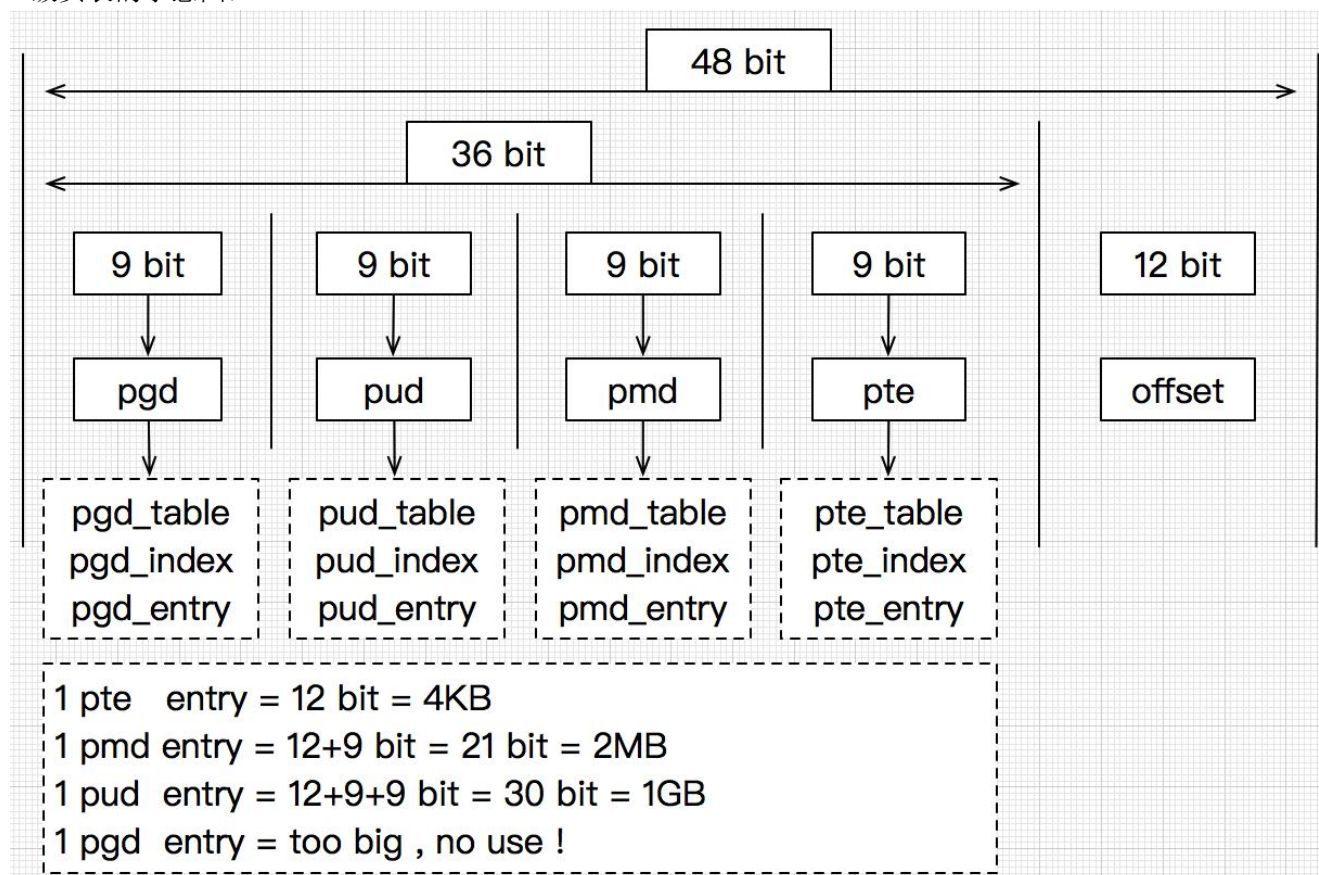 48 bit
36 bit
9 bit
9 bit
9 bit
9 bit
12 bit
pgd
pud
pmd
pte
offset
pgd_table
pgd_index
pgd_entry
pud_table
pud_index
pud_entry
pmd_table
pmd_index
pmd_entry
pte_table
pte_index
pte_entry
1 pte entry = 12 bit = 4KB
1 pmd entry = 12+9 bit = 21 bit = 2MB
1 pud entry = 12+9+9 bit = 30 bit = 1GB
1 pgd entry = too big , no use !